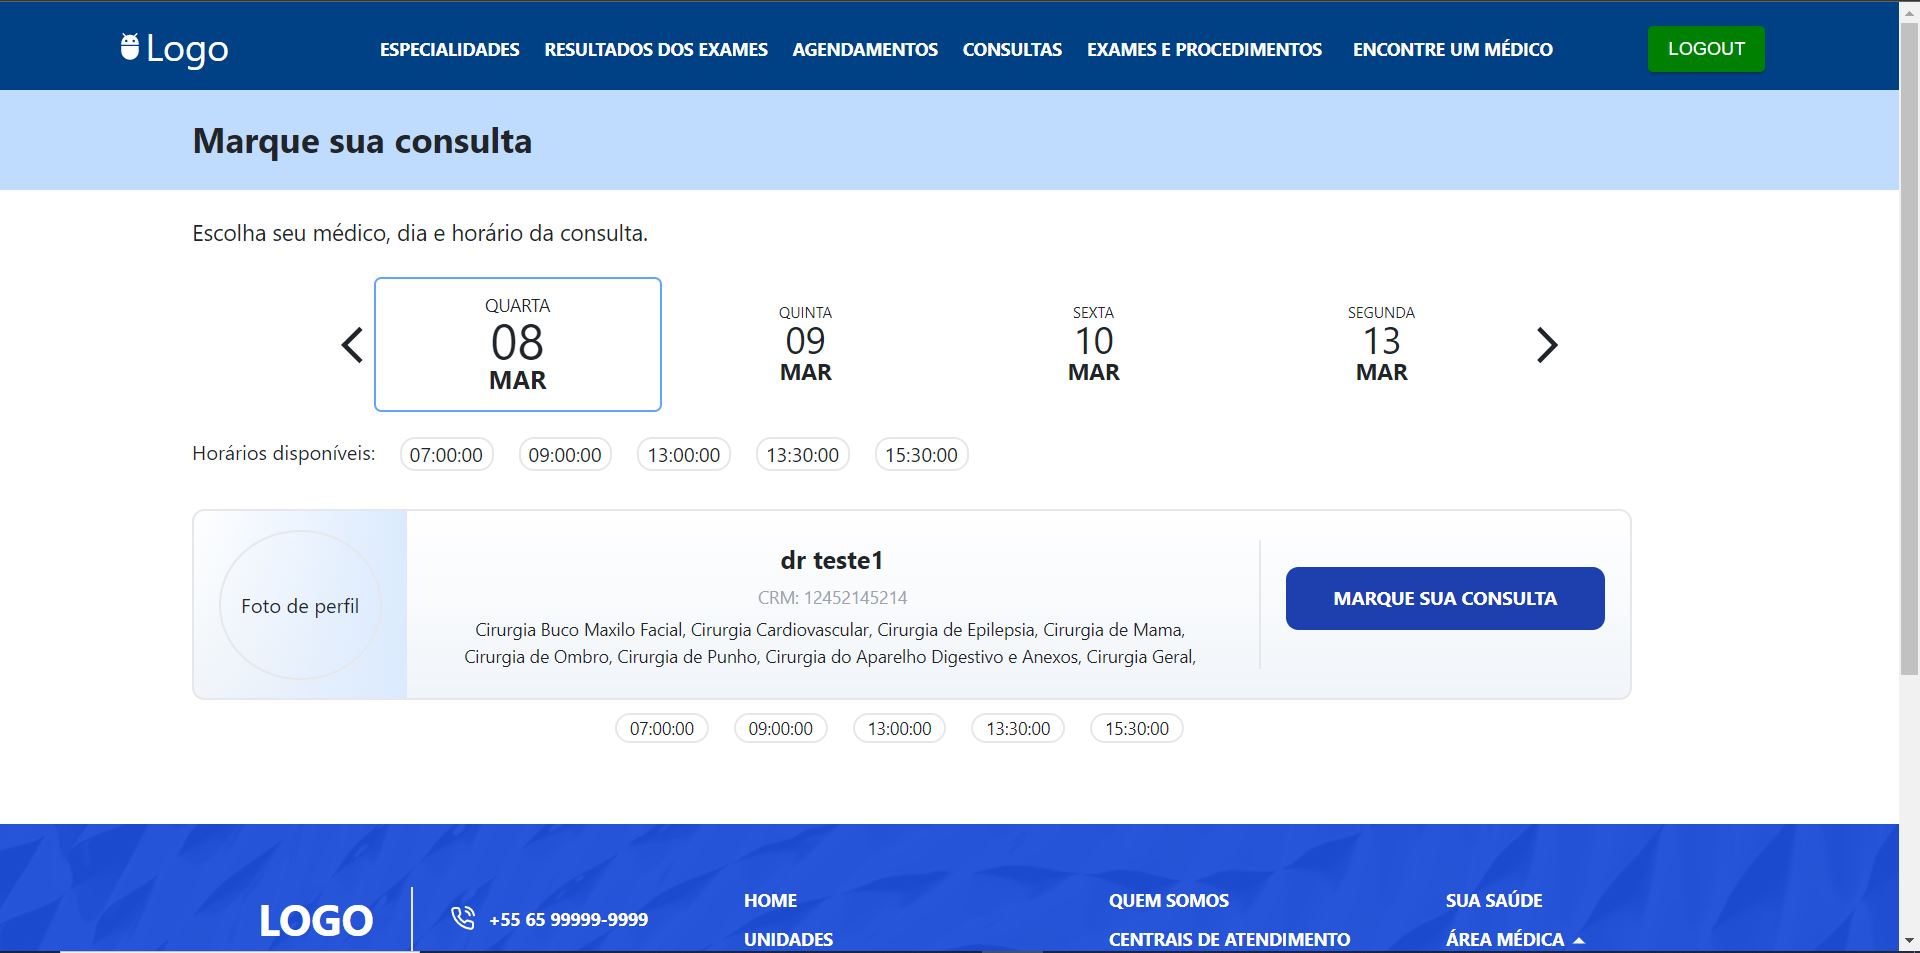 Logo
ESPECIALIDADES RESULTADOS DOS EXAMES AGENDAMENTOS CONSULTAS EXAMES E PROCEDIMENTOS ENCONTRE UM MÉDICO
LOGOUT
Marque sua consulta
Escolha seu médico, dia e horário da consulta.
QUARTA
08
MAR
QUINTA
09
MAR
SEXTA
10
MAR
SEGUNDA
13
MAR
Horários disponíveis: 07:00:00 09:00:00 13:00:00 13:30:00 15:30:00
Foto de perfil
dr teste1
CRM: 12452145214
Cirurgia Buco Maxilo Facial, Cirurgia Cardiovascular, Cirurgia de Epilepsia, Cirurgia de Mama,
Cirurgia de Ombro, Cirurgia de Punho, Cirurgia do Aparelho Digestivo e Anexos, Cirurgia Geral,
MARQUE SUA CONSULTA
07:00:00 09:00:00 13:00:00 13:30:00 15:30:00
LOGO
+55 65 99999-9999
HOME
UNIDADES
QUEM SOMOS
CENTRAIS DE ATENDIMENTO
SUA SAÚDE
ÁREA MÉDICA